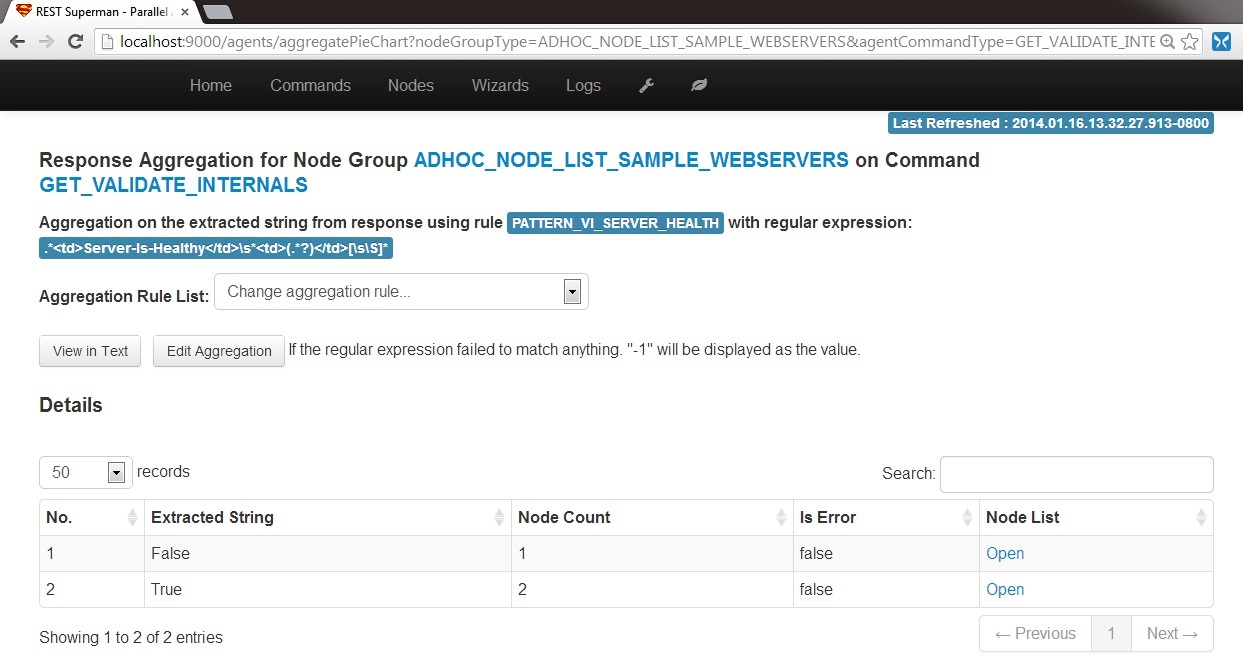 REST Superman - Parallel
localhost:9000/agents/aggregatePieChart?nodeGroupType=ADHOC_NODE_LIST_SAMPLE_WEBSERVERS&agentCommandType=GET_VALIDATE_INTE
Home Commands Nodes Wizards Logs
Last Refreshed : 2014.01.16.13.32.27.913-0800
Response Aggregation for Node Group ADHOC_NODE_LIST_SAMPLE_WEBSERVERS on Command
GET_VALIDATE_INTERNALS
Aggregation on the extracted string from response using rule PATTERN_VI_SERVER_HEALTH with regular expression:
.*<td>Server-Is-Healthy</td>\s*<td>(.*?)</td>[\s\S]*
Aggregation Rule List: Change aggregation rule...
View in Text Edit Aggregation If the regular expression failed to match anything. "-1" will be displayed as the value.
Details
50 records Search:
No. Extracted String Node Count Is Error Node List
1 False 1 false Open
2 True 2 false Open
Showing 1 to 2 of 2 entries ← Previous 1 Next →